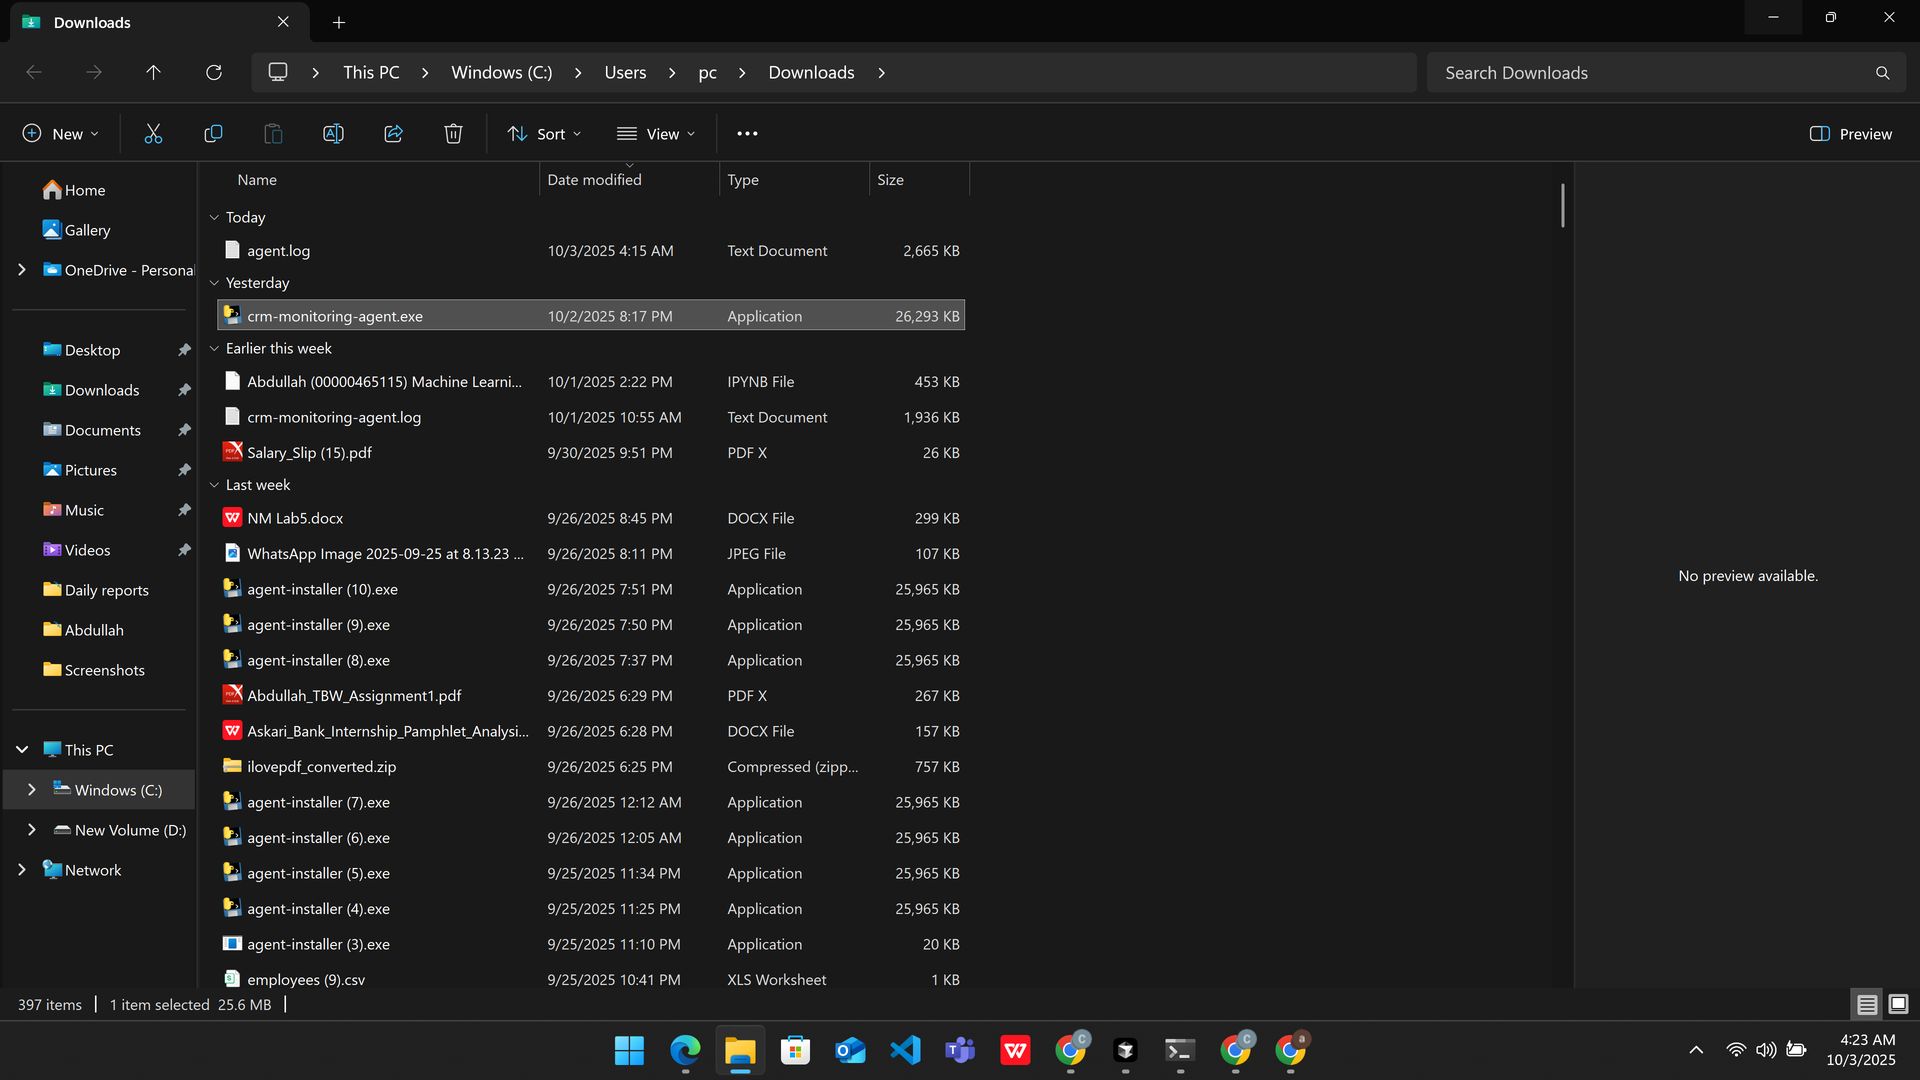 Downloads
This PC
Windows (C:)
Users
pc
Downloads
Search Downloads
New
Sort
View
Preview
Name Date modified Type Size
Home
Gallery
OneDrive - Personal
Desktop
Downloads
Documents
Pictures
Music
Videos
Daily reports
Abdullah
Screenshots
This PC
Windows (C:)
New Volume (D:)
Network
Today
agent.log 10/3/2025 4:15 AM Text Document 2,665 KB
Yesterday
crm-monitoring-agent.exe 10/2/2025 8:17 PM Application 26,293 KB
Earlier this week
Abdullah (00000465115) Machine Learni... 10/1/2025 2:22 PM IPYNB File 453 KB
crm-monitoring-agent.log 10/1/2025 10:55 AM Text Document 1,936 KB
Salary_Slip (15).pdf 9/30/2025 9:51 PM PDF X 26 KB
Last week
NM Lab5.docx 9/26/2025 8:45 PM DOCX File 299 KB
WhatsApp Image 2025-09-25 at 8.13.23 ... 9/26/2025 8:11 PM JPEG File 107 KB
agent-installer (10).exe 9/26/2025 7:51 PM Application 25,965 KB
agent-installer (9).exe 9/26/2025 7:50 PM Application 25,965 KB
agent-installer (8).exe 9/26/2025 7:37 PM Application 25,965 KB
Abdullah_TBW_Assignment1.pdf 9/26/2025 6:29 PM PDF X 267 KB
Askari_Bank_Internship_Pamphlet_Analysi... 9/26/2025 6:28 PM DOCX File 157 KB
ilovepdf_converted.zip 9/26/2025 6:25 PM Compressed (zipp... 757 KB
agent-installer (7).exe 9/26/2025 12:12 AM Application 25,965 KB
agent-installer (6).exe 9/26/2025 12:05 AM Application 25,965 KB
agent-installer (5).exe 9/25/2025 11:34 PM Application 25,965 KB
agent-installer (4).exe 9/25/2025 11:25 PM Application 25,965 KB
agent-installer (3).exe 9/25/2025 11:10 PM Application 20 KB
employees (9).csv 9/25/2025 10:41 PM XLS Worksheet 1 KB
No preview available.
397 items 1 item selected 25.6 MB
4:23 AM
10/3/2025